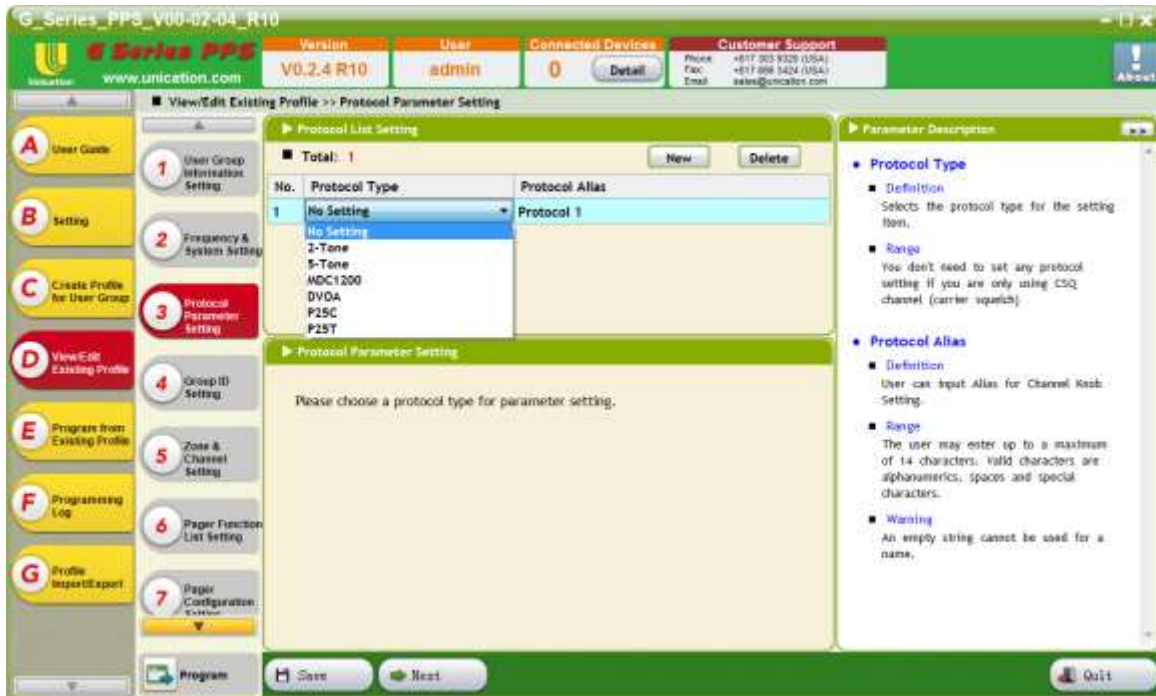 G_Series_PPS_V00-02-04_R10
Unication
G Series PPS
www.unication.com
Version
V0.2.4 R10
User
admin
Connected Devices
0
Detail
Customer Support
Phone
Fax:
Email
sales@unication.com
About
■ View/Edit Existing Profile >> Protocol Parameter Setting
A
User Guide
B
Setting
C
Create Profile
for User Group
D
View/Edit
Existing Profile
E
Program from
Existing Profile
F
Programming
Log
G
Profile
Import/Export
1
User Group
Information
Setting
2
Frequency &
System Setting
3
Protocol
Parameter
Setting
4
Group ID
Setting
5
Zone &
Channel
Setting
6
Pager Function
List Setting
7
Pager
Configuration
Setting
Program
Protocol List Setting
■ Total: 1
New
Delete
No. Protocol Type Protocol Alias
1 No Setting Protocol 1
No Setting
2-Tone
5-Tone
MDC1200
DVOA
P25C
P25T
Protocol Parameter Setting
Please choose a protocol type for parameter setting.
Save
Next
Quit
Parameter Description
• Protocol Type
■ Definition
Selects the protocol type for the setting
item.
■ Range
You don't need to set any protocol
setting if you are only using CSQ
channel (carrier squelch)
• Protocol Alias
■ Definition
User can input Alias for Channel Knob
Setting.
■ Range
The user may enter up to a maximum
of 14 characters. Valid characters are
alphanumerics, spaces and special
characters.
■ Warning
An empty string cannot be used for a
name.